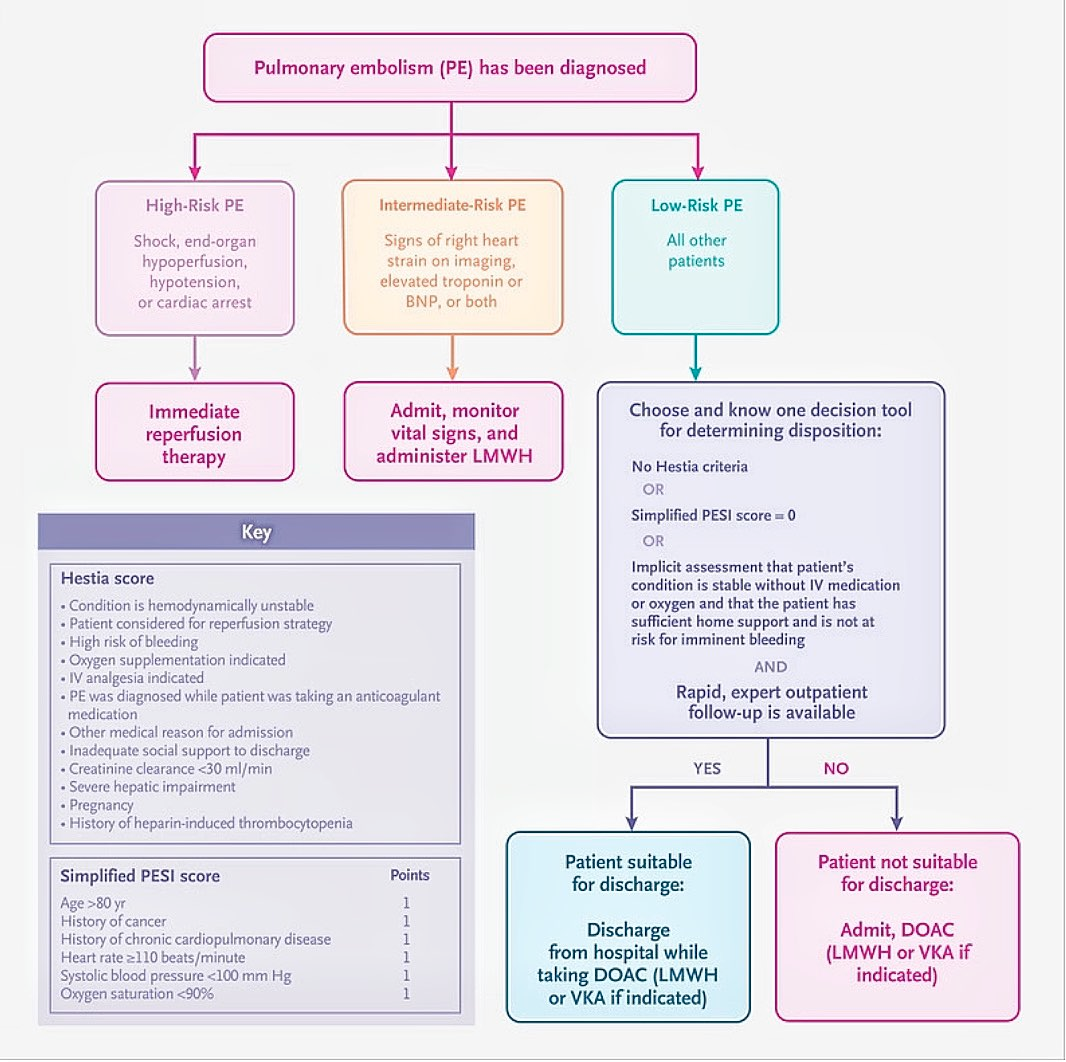 Pulmonary embolism (PE) has been diagnosed
High-Risk PE
Shock, end-organ
hypoperfusion,
hypotension,
or cardiac arrest
Intermediate-Risk PE
Signs of right heart
strain on imaging,
elevated troponin or
BNP, or both
Low-Risk PE
All other
patients
Immediate
reperfusion
therapy
Admit, monitor
vital signs, and
administer LMWH
Choose and know one decision tool
for determining disposition:
No Hestia criteria
OR
Simplified PESI score = 0
OR
Implicit assessment that patient's
condition is stable without IV medication
or oxygen and that the patient has
sufficient home support and is not at
risk for imminent bleeding
AND
Rapid, expert outpatient
follow-up is available
YES
NO
Patient suitable
for discharge:
Discharge
from hospital while
taking DOAC (LMWH
or VKA if indicated)
Patient not suitable
for discharge:
Admit, DOAC
(LMWH or VKA if
indicated)
Key
Hestia score
• Condition is hemodynamically unstable
• Patient considered for reperfusion strategy
• High risk of bleeding
• Oxygen supplementation indicated
• IV analgesia indicated
• PE was diagnosed while patient was taking an anticoagulant
medication
• Other medical reason for admission
• Inadequate social support to discharge
• Creatinine clearance <30 ml/min
• Severe hepatic impairment
• Pregnancy
• History of heparin-induced thrombocytopenia
Simplified PESI score Points
Age >80 yr 1
History of cancer 1
History of chronic cardiopulmonary disease 1
Heart rate ≥110 beats/minute 1
Systolic blood pressure <100 mm Hg 1
Oxygen saturation <90% 1